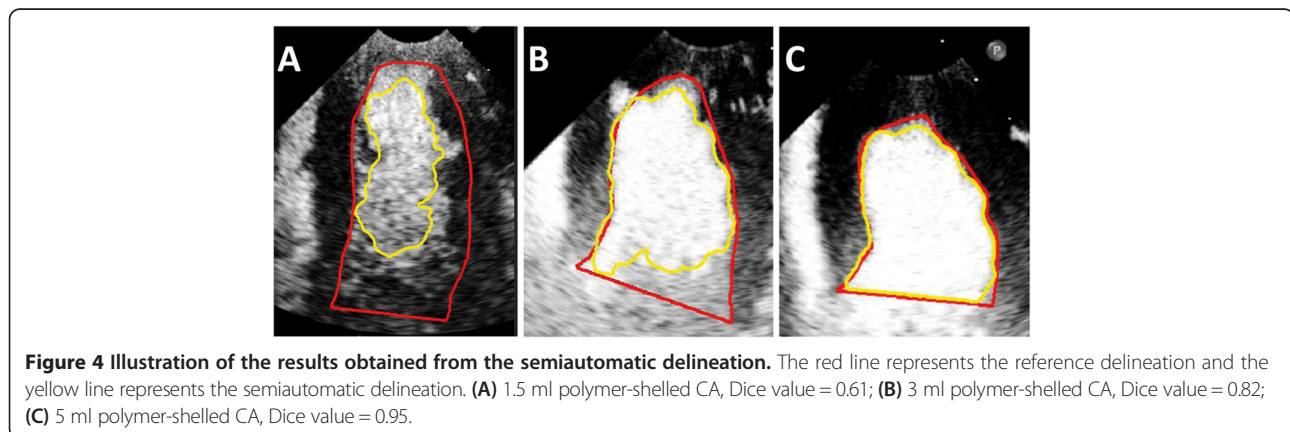 A
B
C
P
Figure 4 Illustration of the results obtained from the semiautomatic delineation. The red line represents the reference delineation and the
yellow line represents the semiautomatic delineation. (A) 1.5 ml polymer-shelled CA, Dice value = 0.61; (B) 3 ml polymer-shelled CA, Dice value = 0.82;
(C) 5 ml polymer-shelled CA, Dice value = 0.95.